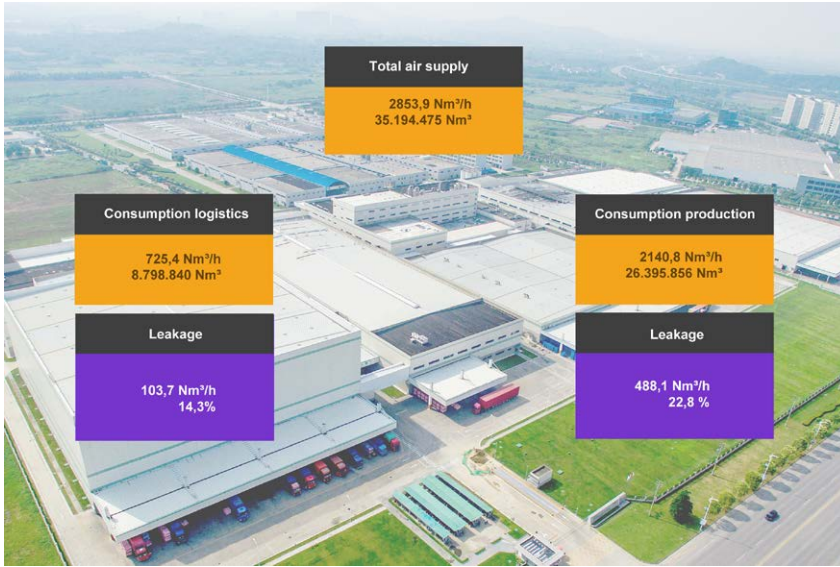 Total air supply
2853,9 Nm³/h
35.194.475 Nm³
Consumption logistics
725,4 Nm³/h
8.798.840 Nm³
Leakage
103,7 Nm³/h
14,3%
Consumption production
2140,8 Nm³/h
26.395.856 Nm³
Leakage
488,1 Nm³/h
22,8 %